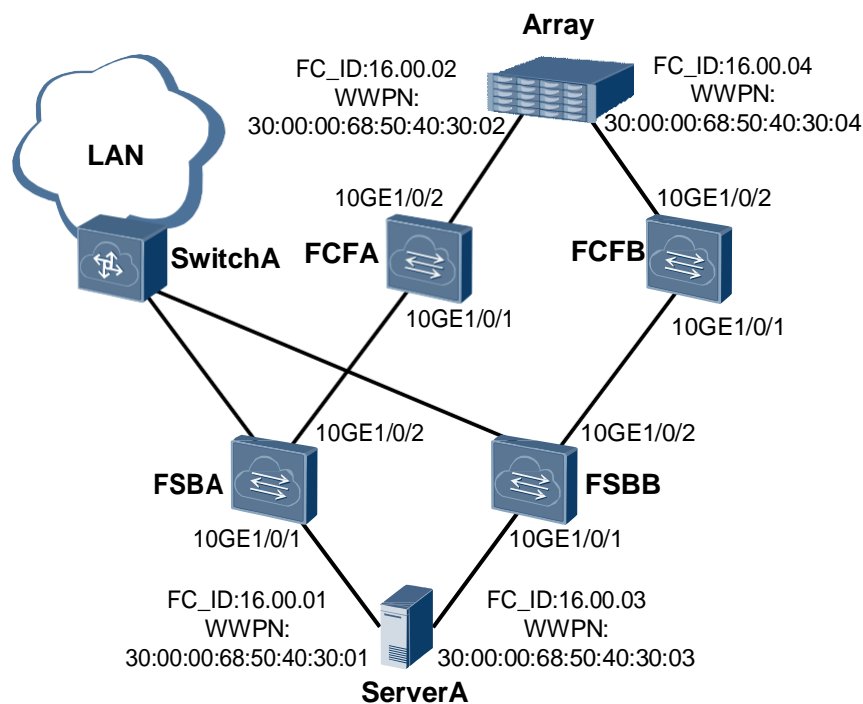 Array
FC_ID:16.00.02
WWPN:
30:00:00:68:50:40:30:02
FC_ID:16.00.04
WWPN:
30:00:00:68:50:40:30:04
LAN
10GE1/0/2
10GE1/0/2
SwitchA
FCFA
FCFB
10GE1/0/1
10GE1/0/1
10GE1/0/2
10GE1/0/2
FSBA
FSBB
10GE1/0/1
10GE1/0/1
FC_ID:16.00.01
WWPN:
30:00:00:68:50:40:30:01
FC_ID:16.00.03
WWPN:
30:00:00:68:50:40:30:03
ServerA